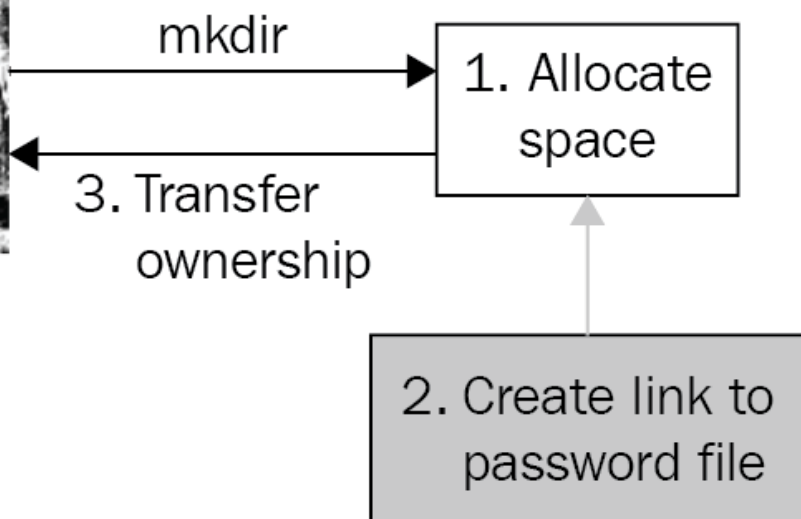 mkdir
1. Allocate
space
3. Transfer
ownership
2. Create link to
password file